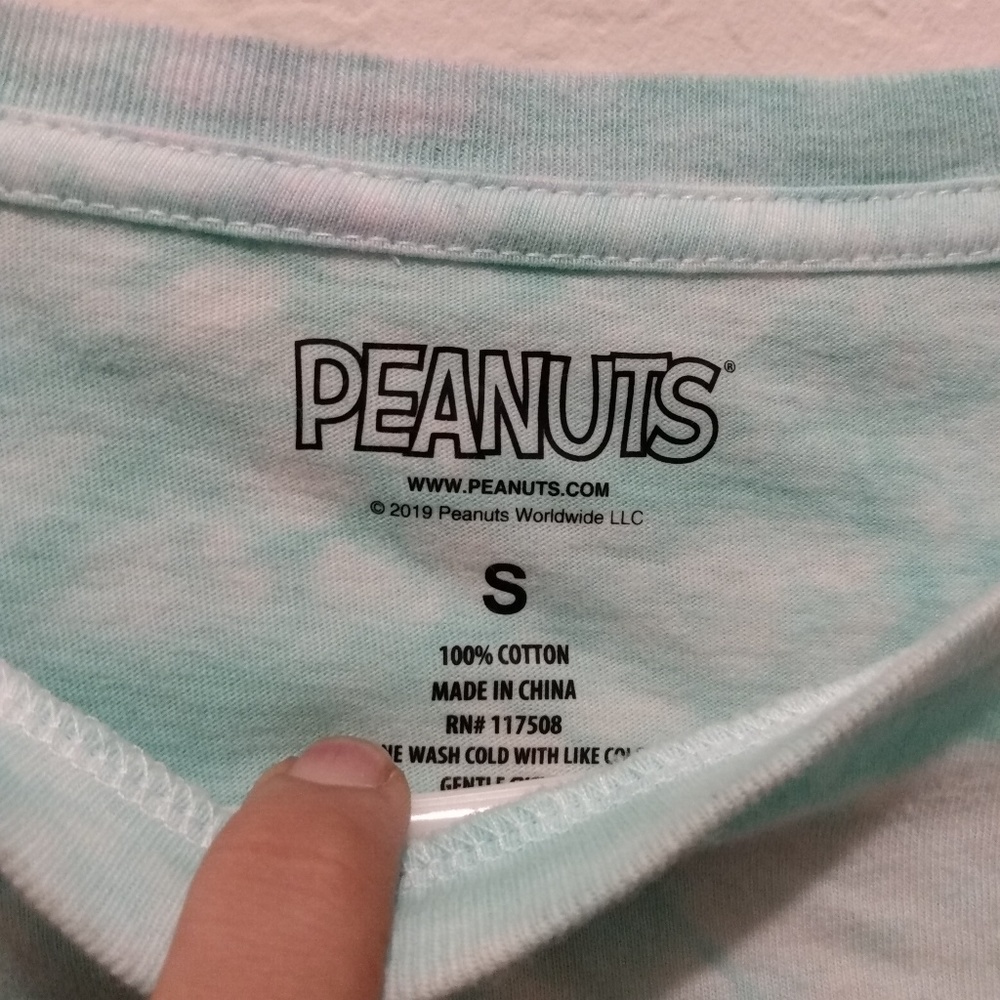 PEANUTS®
WWW.PEANUTS.COM
© 2019 Peanuts Worldwide LLC
S
100% COTTON
MADE IN CHINA
RN# 117508
WASH COLD WITH LIKE
GENTLE